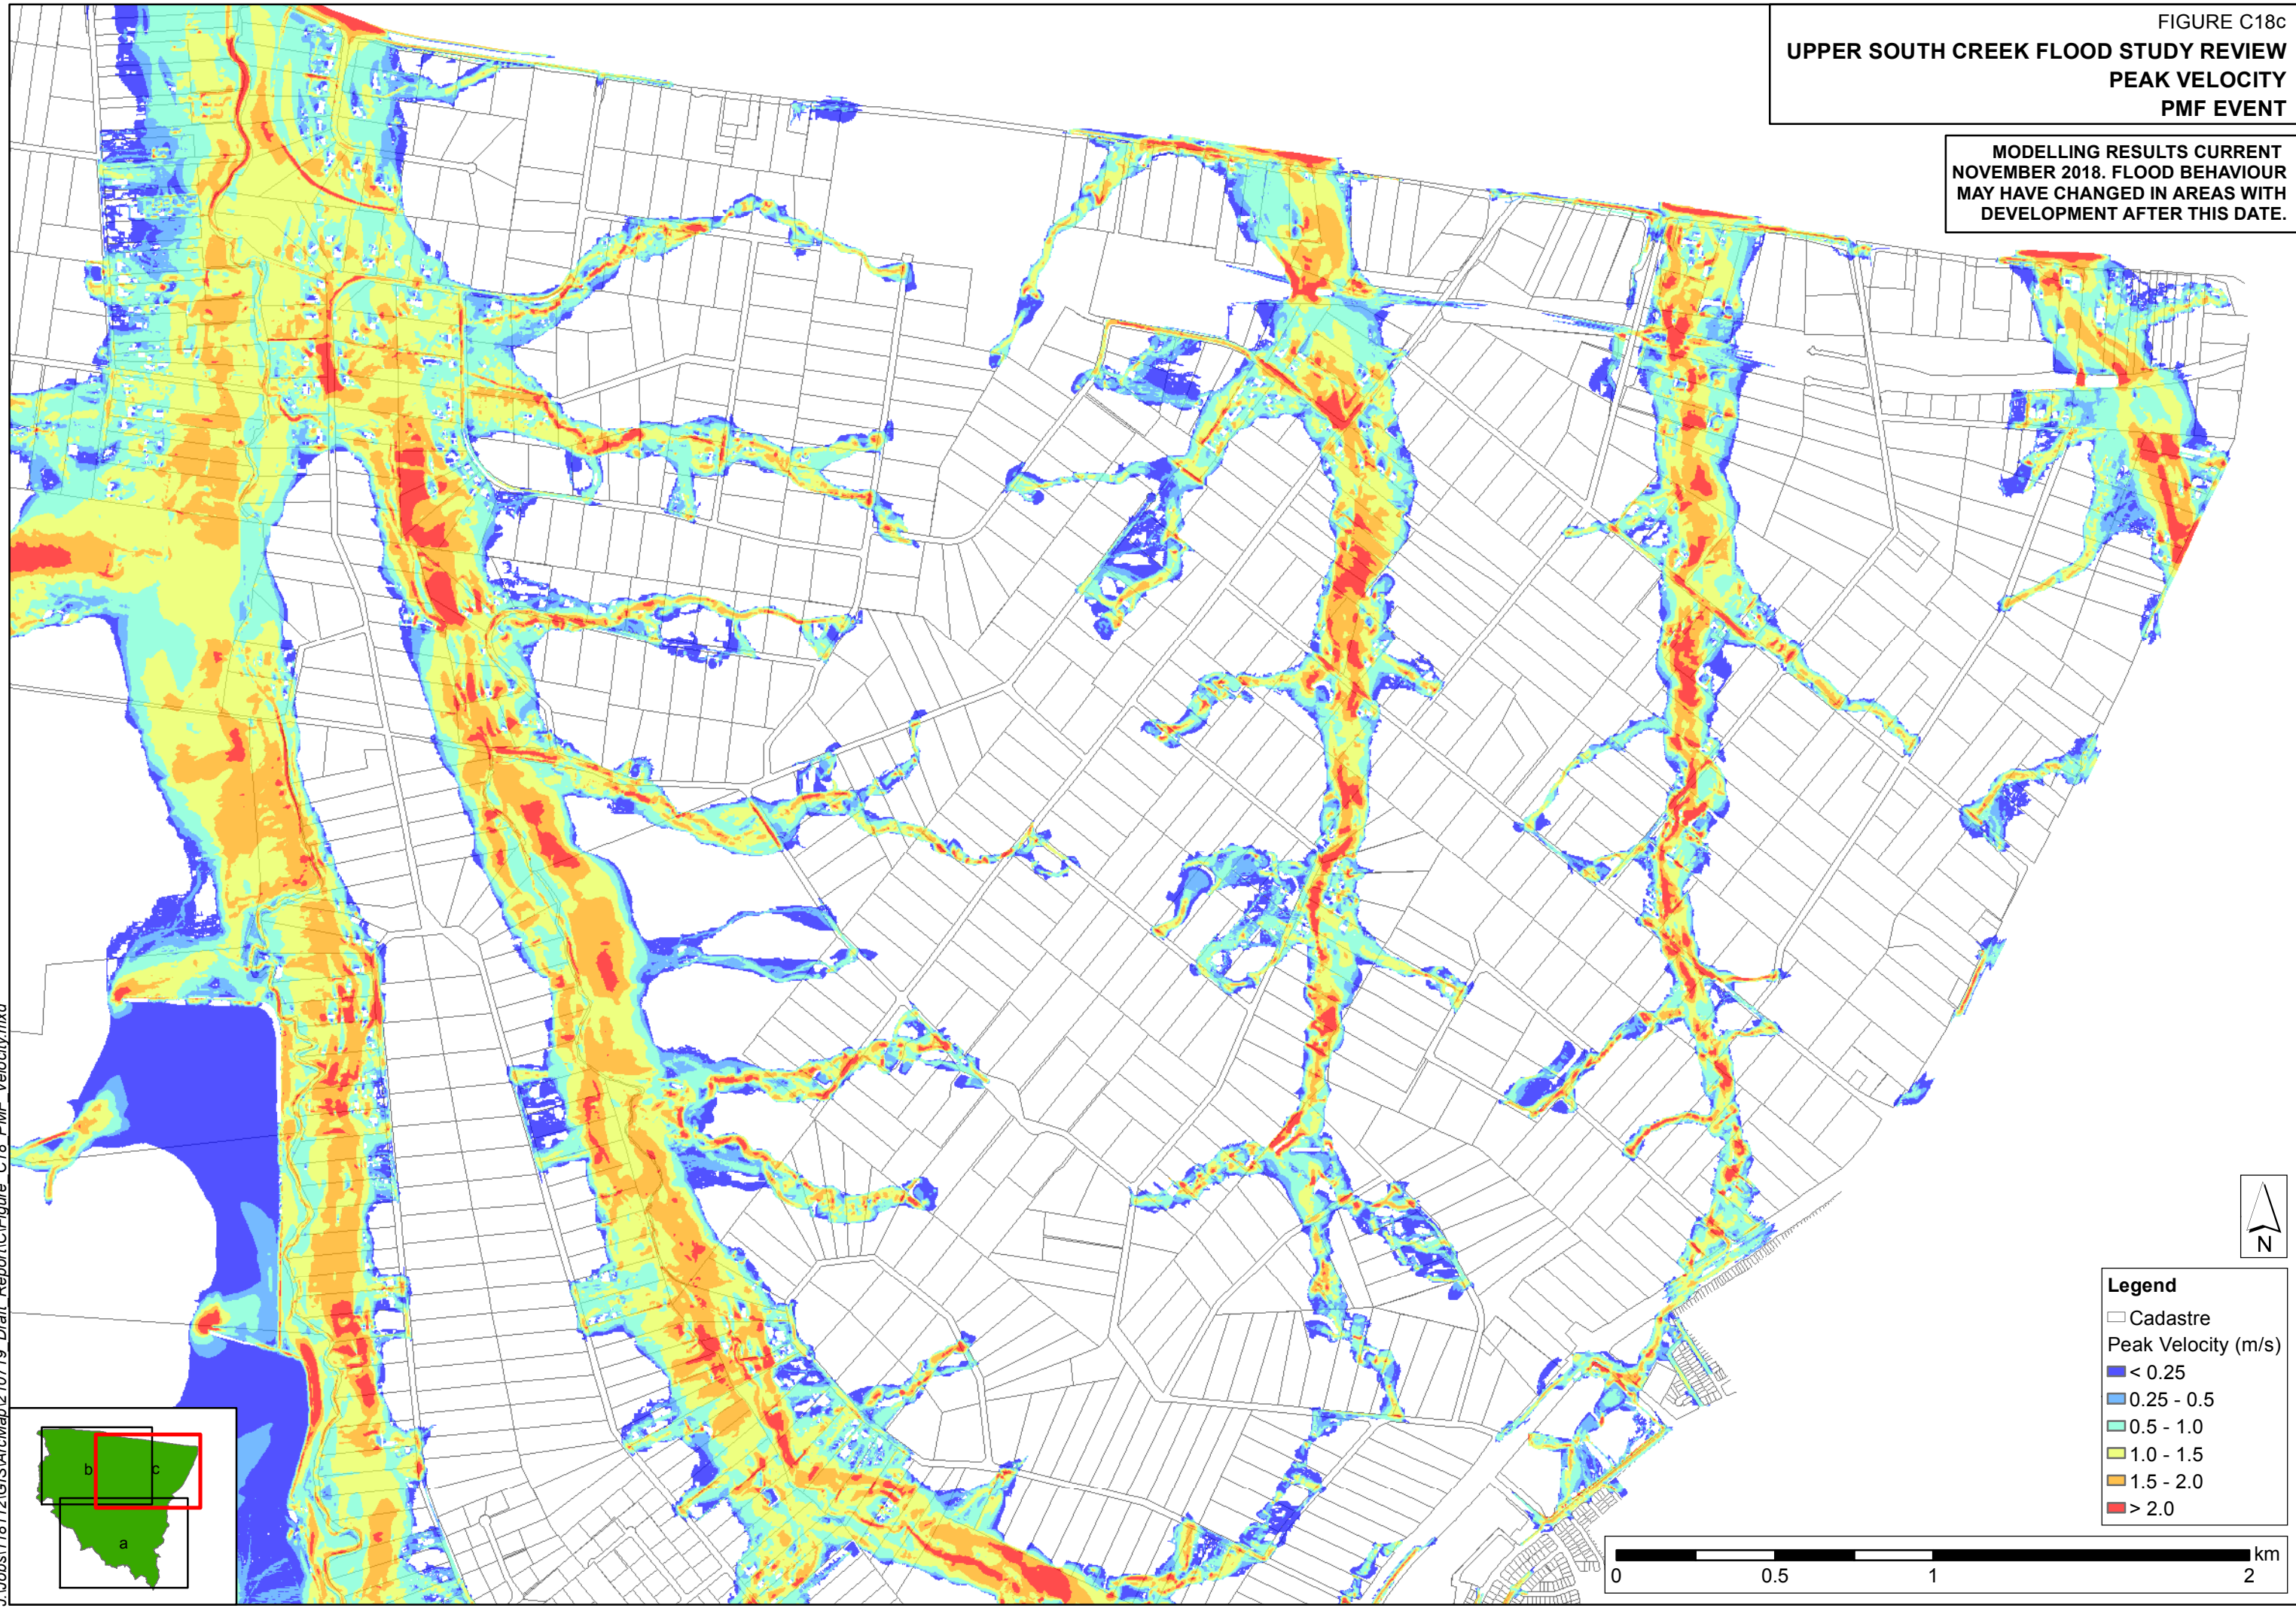 FIGURE C18c
UPPER SOUTH CREEK FLOOD STUDY REVIEW
PEAK VELOCITY
PMF EVENT
MODELLING RESULTS CURRENT
NOVEMBER 2018. FLOOD BEHAVIOUR
MAY HAVE CHANGED IN AREAS WITH
DEVELOPMENT AFTER THIS DATE.
N
Legend
Cadastre
Peak Velocity (m/s)
< 0.25
0.25 - 0.5
0.5 - 1.0
1.0 - 1.5
1.5 - 2.0
> 2.0
km
0 0.5 1 2
b c
a